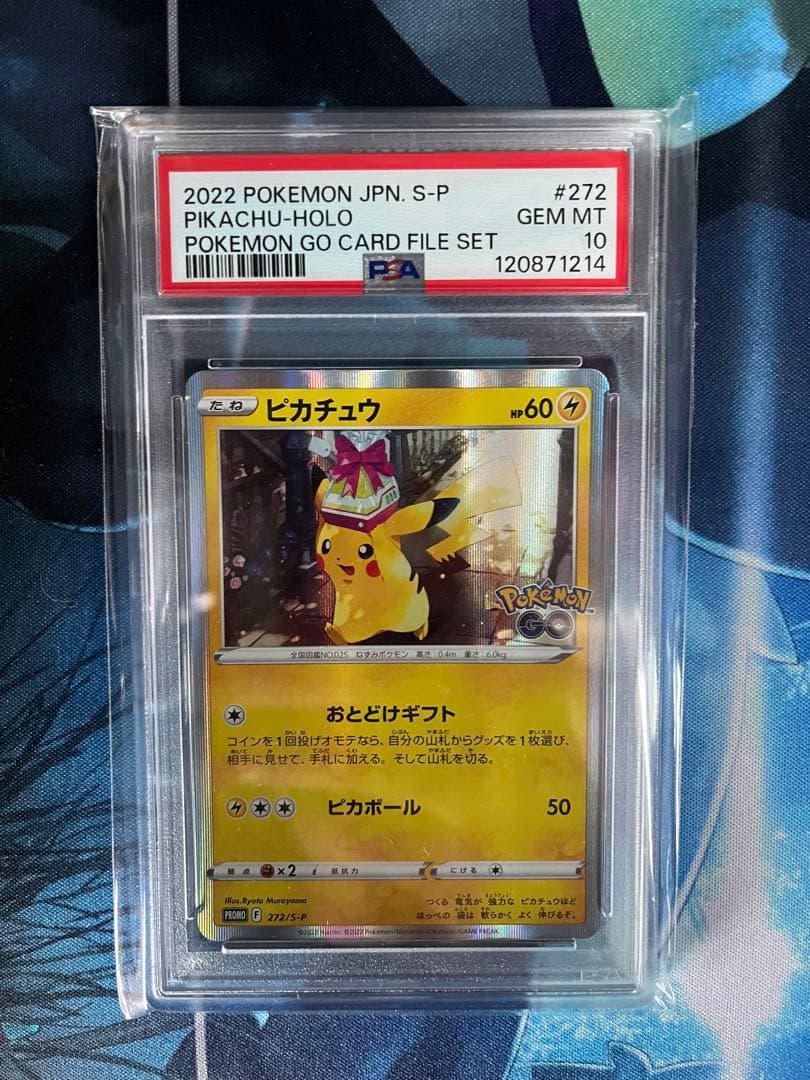 2022 POKEMON JPN. S-P #272
PIKACHU-HOLO GEM MT
POKEMON GO CARD FILE SET 10
PSA 120871214
たね ピカチュウ HP60
Pokémon
GO
全国図鑑NO.025 ねずみポケモン 高さ:0.4m 重さ:6.0kg
おとどけギフト
コインを1回投げオモテなら、自分の山札からグッズを1枚選び、
相手に見せて、手札に加える。そして山札を切る。
ピカボール 50
弱点 ×2 抵抗力 にげる
Illus.Ryota Murayama
PROMO F 272/S-P
つくる 電気が 強力な ピカチュウほど
ほっぺの 袋は 軟らかく よく 伸びるぞ。
©2022 Niantic. ©2022 Pokémon/Nintendo/Creatures/GAME FREAK.